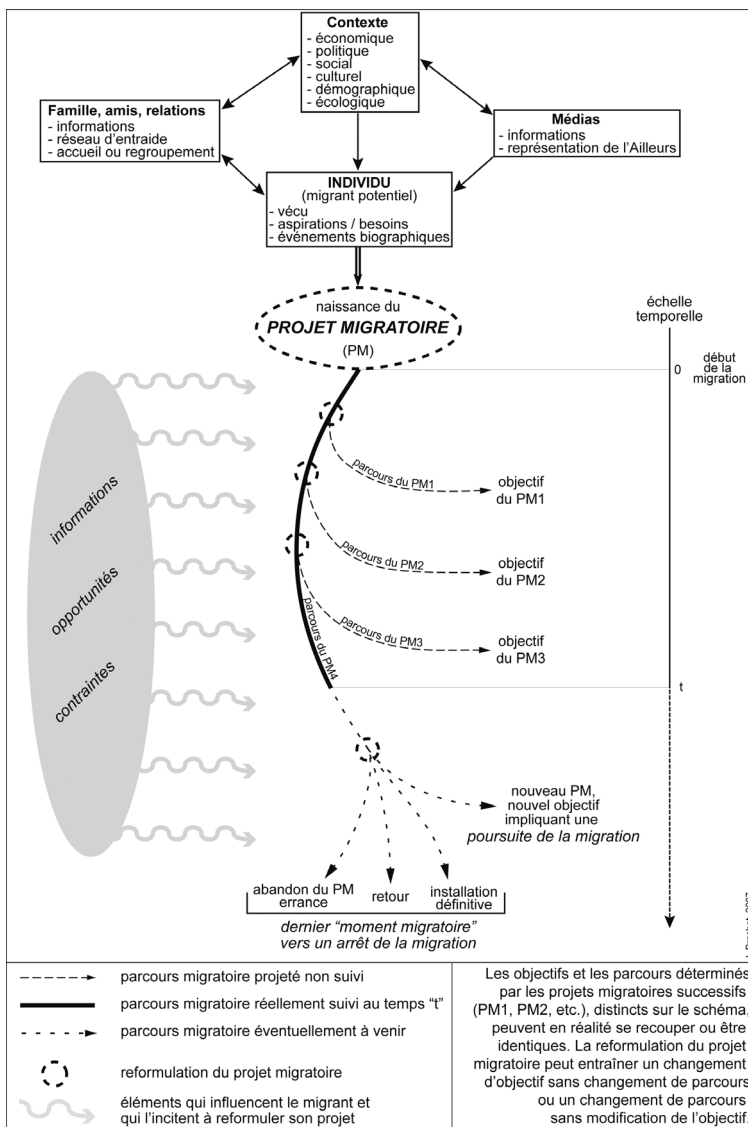 Contexte
- économique
- politique
- social
- culturel
- démographique
- écologique
Famille, amis, relations
- informations
- réseau d'entraide
- accueil ou regroupement
Médias
- informations
- représentation de l'Ailleurs
INDIVIDU
(migrant potentiel)
- vécu
- aspirations / besoins
- événements biographiques
naissance du
PROJET MIGRATOIRE
(PM)
échelle
temporelle
0
début
de la
migration
informations
opportunités
contraintes
parcours du PM1
objectif
du PM1
parcours du PM2
objectif
du PM2
parcours du PM3
objectif
du PM3
parcours du PM4
t
nouveau PM,
nouvel objectif
impliquant une
poursuite de la migration
abandon du PM
errance
retour
installation
définitive
dernier "moment migratoire"
vers un arrêt de la migration
parcours migratoire projeté non suivi
parcours migratoire réellement suivi au temps "t"
parcours migratoire éventuellement à venir
reformulation du projet migratoire
éléments qui influencent le migrant et
qui l'incitent à reformuler son projet
Les objectifs et les parcours déterminés
par les projets migratoires successifs
(PM1, PM2, etc.), distincts sur le schéma,
peuvent en réalité se recouper ou être
identiques. La reformulation du projet
migratoire peut entraîner un changement
d'objectif sans changement de parcours
ou un changement de parcours
sans modification de l'objectif.